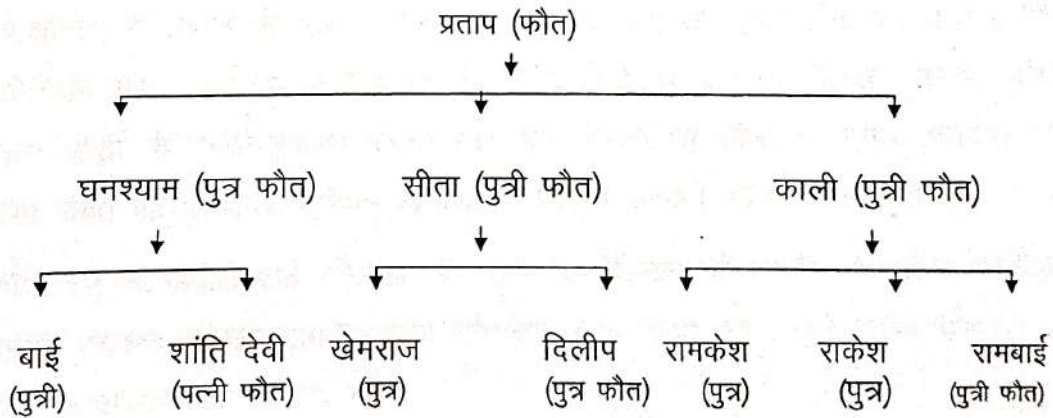 प्रताप (फौत)
घनश्याम (पुत्र फौत) सीता (पुत्री फौत) काली (पुत्री फौत)
बाई शांति देवी खेमराज दिलीप रामकेश राकेश रामबाई
(पुत्री) (पत्नी फौत) (पुत्र) (पुत्र फौत) (पुत्र) (पुत्र) (पुत्री फौत)